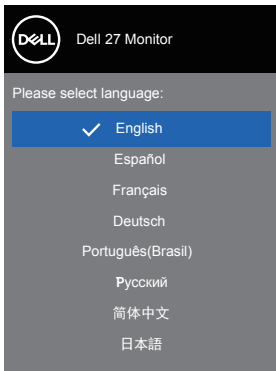 DELL
Dell 27 Monitor
Please select language:
English
Español
Français
Deutsch
Português(Brasil)
Русский
简体中文
日本語